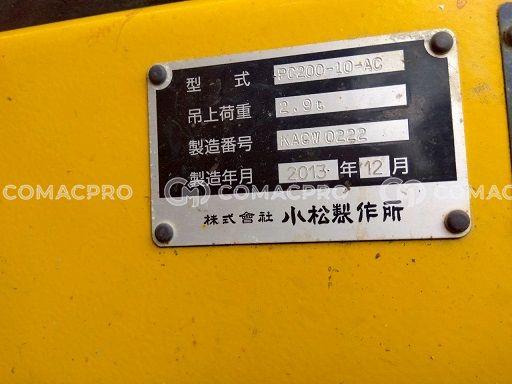 型式 PC200-10-AC
吊上荷重 2.9t
製造番号 KAGW0222
製造年月 2013年12月
株式會社 小松製作所
COMACPRO COMACPRO COMACPRO